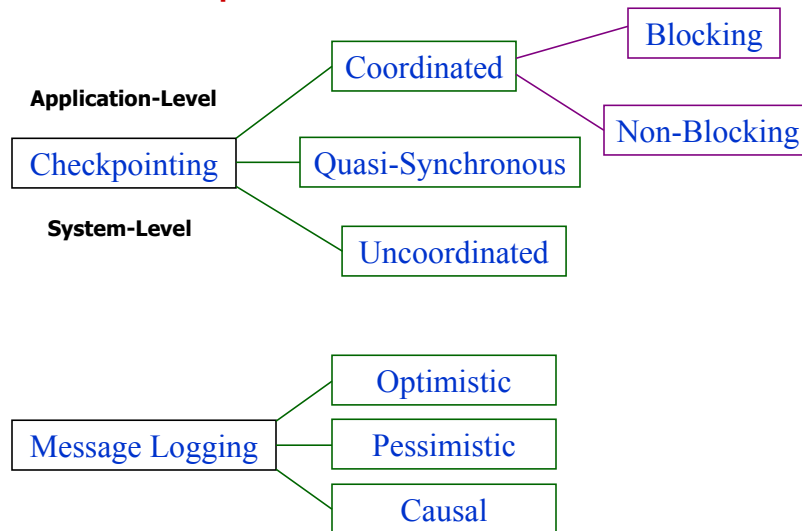 Blocking
Coordinated
Application-Level
Non-Blocking
Checkpointing
Quasi-Synchronous
System-Level
Uncoordinated
Optimistic
Message Logging
Pessimistic
Causal